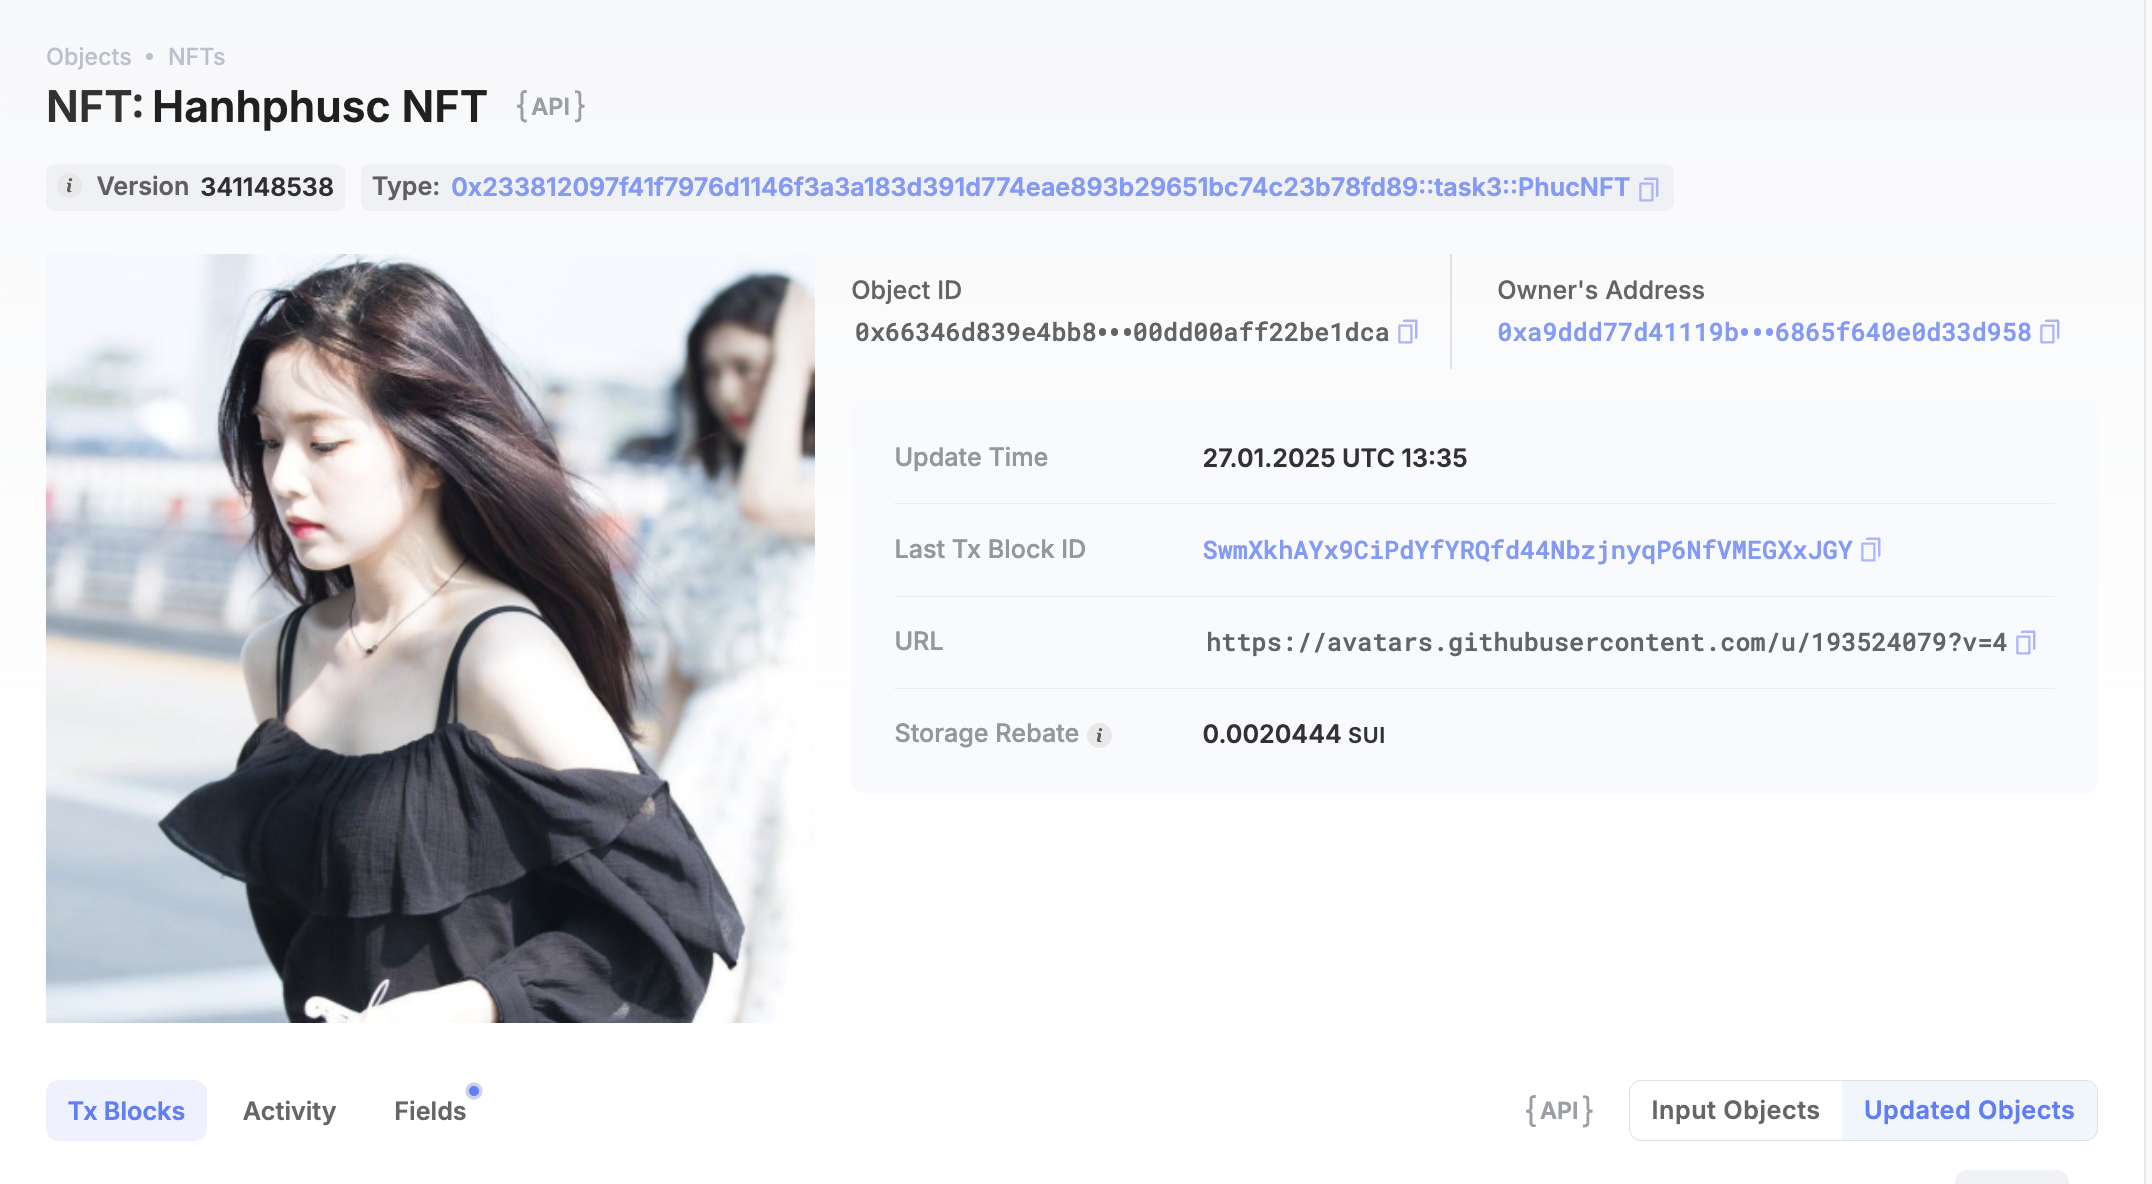 Objects • NFTs
NFT: Hanhphusc NFT {API}
i Version 341148538 Type: 0x233812097f41f7976d1146f3a3a183d391d774eae893b29651bc74c23b78fd89::task3::PhucNFT
Object ID
0x66346d839e4bb8•••00dd00aff22be1dca
Owner's Address
0xa9ddd77d41119b•••6865f640e0d33d958
Update Time 27.01.2025 UTC 13:35
Last Tx Block ID SwmXkhAYx9CiPdYfYRQfd44NbzjnyqP6NfVMEGXxJGY
URL https://avatars.githubusercontent.com/u/193524079?v=4
Storage Rebate i 0.0020444 SUI
Tx Blocks Activity Fields {API} Input Objects Updated Objects